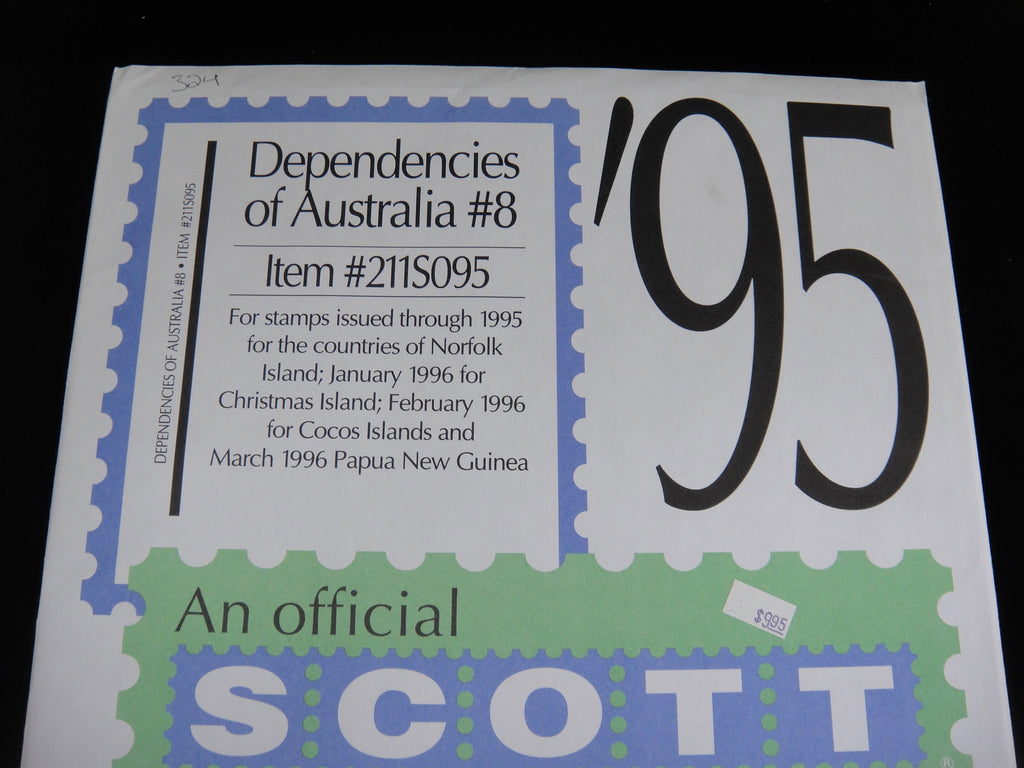 324
Dependencies
of Australia #8
Item #211S095
For stamps issued through 1995
for the countries of Norfolk
Island; January 1996 for
Christmas Island; February 1996
for Cocos Islands and
March 1996 Papua New Guinea
DEPENDENCIES OF AUSTRALIA #8 • ITEM #211S095
'95
An official
$9.95
SCOTT
®